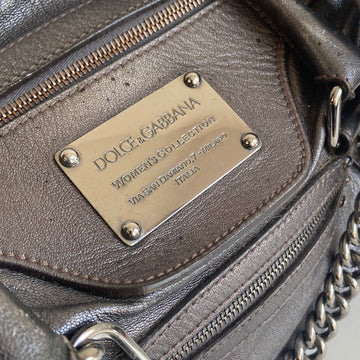 DOLCE & GABBANA
WOMEN'S COLLECTION
VIA SAN DAMIANO, 7 - MILANO
ITALIA